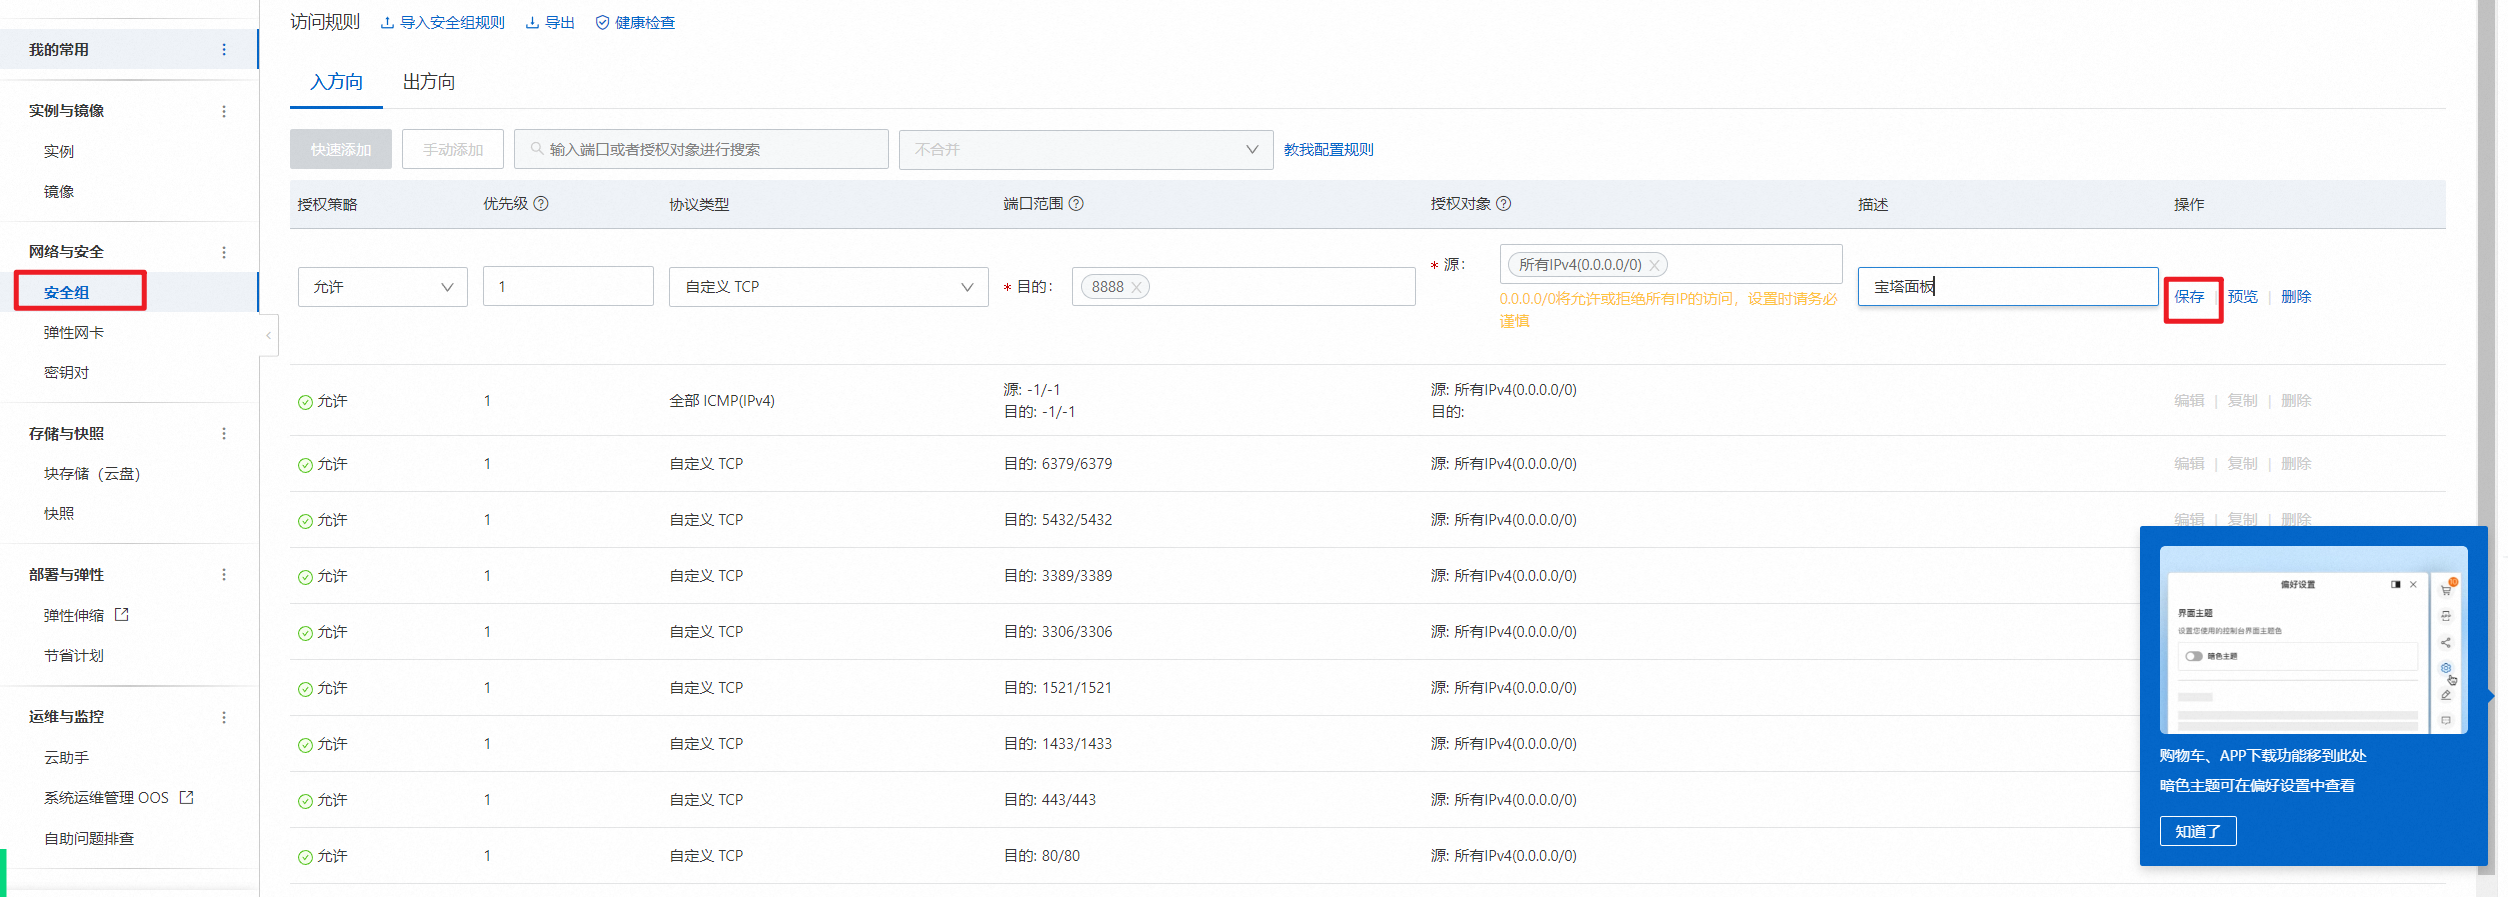 访问规则 导入安全组规则 导出 健康检查
我的常用
入方向 出方向
实例与镜像
实例
镜像
快速添加 手动添加 输入端口或者授权对象进行搜索 不合并 教我配置规则
授权策略 优先级 协议类型 端口范围 授权对象 描述 操作
网络与安全
安全组
弹性网卡
密钥对
允许 1 自定义 TCP * 目的: 8888 * 源: 所有IPv4(0.0.0.0/0) 宝塔面板 保存 | 预览 | 删除
0.0.0.0/0将允许或拒绝所有IP的访问，设置时请务必
谨慎
允许 1 全部 ICMP(IPv4) 源: -1/-1 源: 所有IPv4(0.0.0.0/0) 编辑 | 复制 | 删除
目的: -1/-1 目的:
存储与快照
块存储（云盘）
快照
允许 1 自定义 TCP 目的: 6379/6379 源: 所有IPv4(0.0.0.0/0) 编辑 | 复制 | 删除
允许 1 自定义 TCP 目的: 5432/5432 源: 所有IPv4(0.0.0.0/0) 编辑 | 复制 | 删除
部署与弹性
弹性伸缩
节省计划
允许 1 自定义 TCP 目的: 3389/3389 源: 所有IPv4(0.0.0.0/0)
允许 1 自定义 TCP 目的: 3306/3306 源: 所有IPv4(0.0.0.0/0)
允许 1 自定义 TCP 目的: 1521/1521 源: 所有IPv4(0.0.0.0/0)
运维与监控
云助手
系统运维管理 OOS
自助问题排查
允许 1 自定义 TCP 目的: 1433/1433 源: 所有IPv4(0.0.0.0/0)
允许 1 自定义 TCP 目的: 443/443 源: 所有IPv4(0.0.0.0/0)
允许 1 自定义 TCP 目的: 80/80 源: 所有IPv4(0.0.0.0/0)
偏好设置
界面主题
设置您使用的控制台界面主题色
暗色主题
10
购物车、APP下载功能移到此处
暗色主题可在偏好设置中查看
知道了